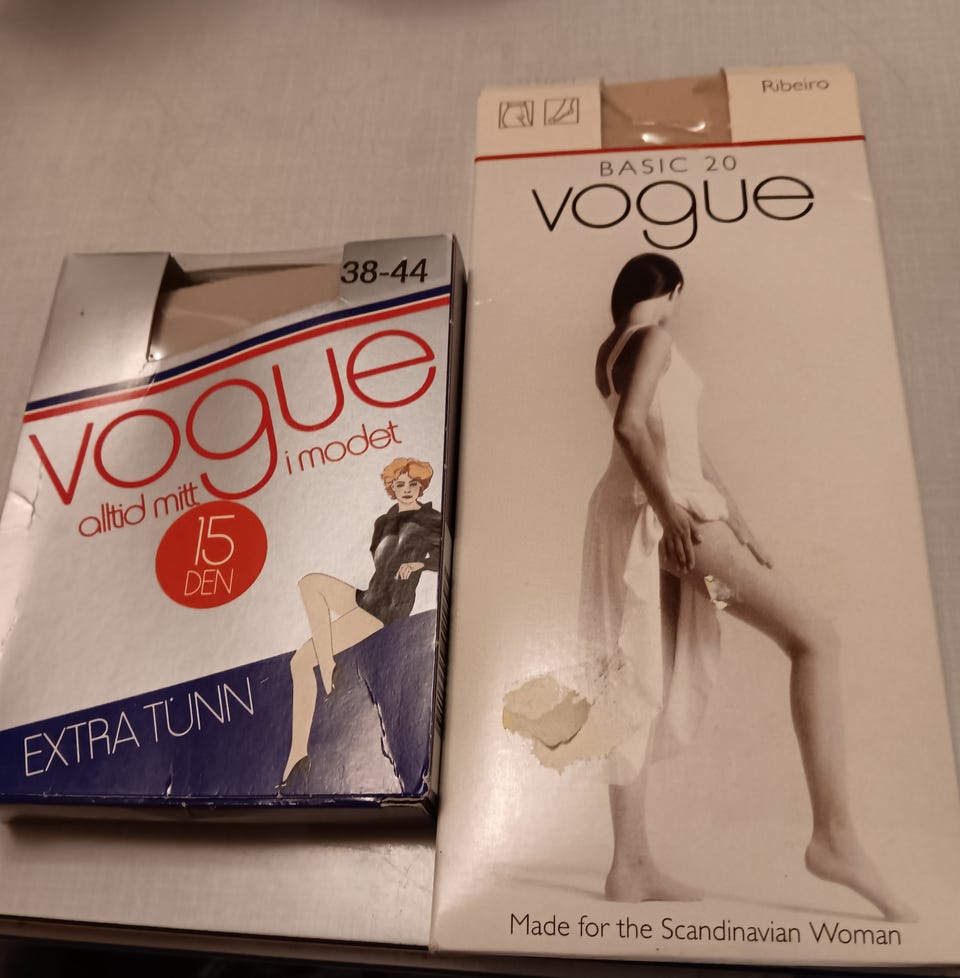 38-44
vogue
alltid mitt i modet
15
DEN
EXTRA TUNN
Ribeiro
BASIC 20
vogue
Made for the Scandinavian Woman